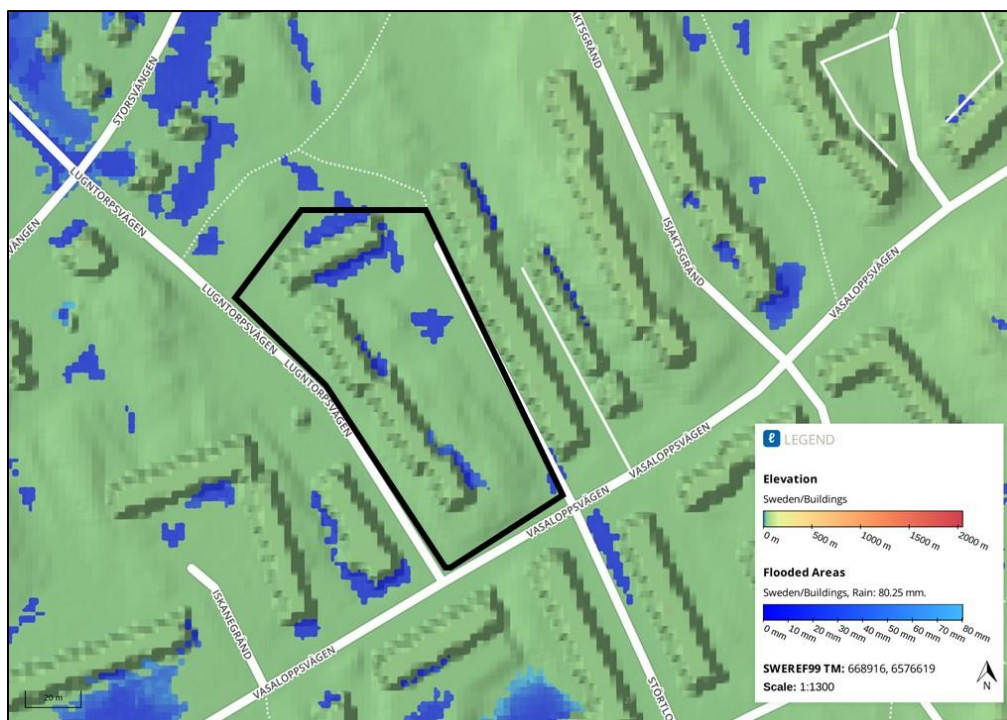 ISJAKTSGRÄND
STORSVÄNGEN
LUGNTORPSVÄGEN
VÄNGEN
LUGNTORPSVÄGEN
LUGNTORPSVÄGEN
ISJAKTSGRÄND
VASALOPPSVÄGEN
VASALOPPSVÄGEN
VASALOPPSVÄGEN
ISKANEGRÄND
VASALOPPSVÄGEN
STÖRTLO
20 m
ℓ LEGEND
Elevation
Sweden/Buildings
0 m 500 m 1000 m 1500 m 2000 m
Flooded Areas
Sweden/Buildings, Rain: 80.25 mm.
0 mm 10 mm 20 mm 30 mm 40 mm 50 mm 60 mm 70 mm 80 mm
SWEREF99 TM: 668916, 6576619
Scale: 1:1300
N